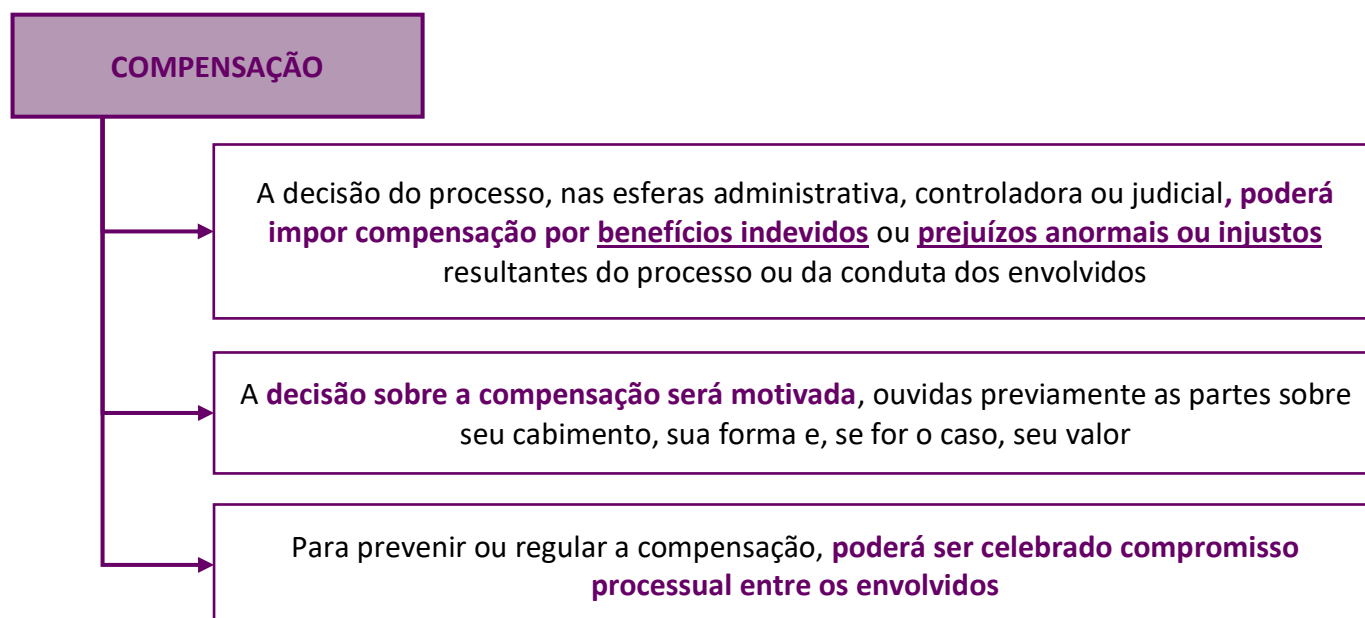 COMPENSAÇÃO
A decisão do processo, nas esferas administrativa, controladora ou judicial, poderá
impor compensação por benefícios indevidos ou prejuízos anormais ou injustos
resultantes do processo ou da conduta dos envolvidos
A decisão sobre a compensação será motivada, ouvidas previamente as partes sobre
seu cabimento, sua forma e, se for o caso, seu valor
Para prevenir ou regular a compensação, poderá ser celebrado compromisso
processual entre os envolvidos